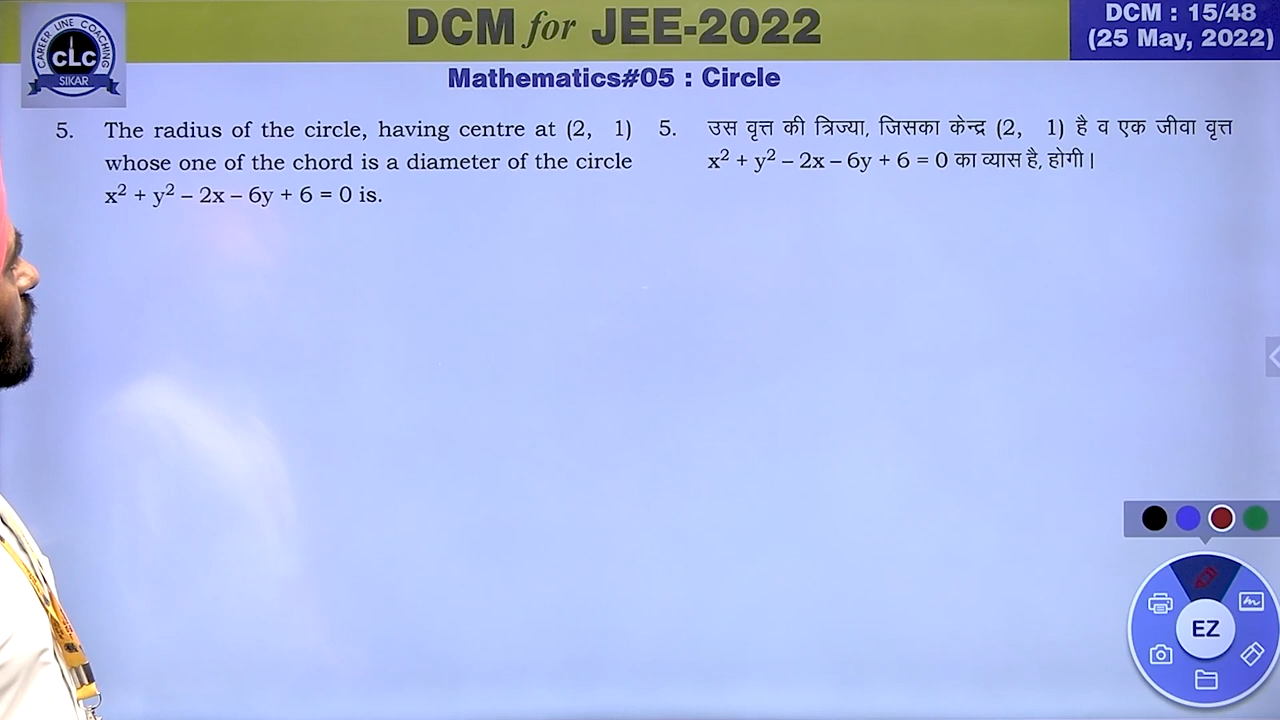 DCM for JEE-2022
DCM : 15/48
(25 May, 2022)
CAREER LINE COACHING
CLC
SIKAR
Mathematics#05 : Circle
5. The radius of the circle, having centre at (2, 1)
whose one of the chord is a diameter of the circle
x² + y² – 2x – 6y + 6 = 0 is.
5. उस वृत्त की त्रिज्या, जिसका केन्द्र (2, 1) है व एक जीवा वृत्त
x² + y² – 2x – 6y + 6 = 0 का व्यास है, होगी।
EZ